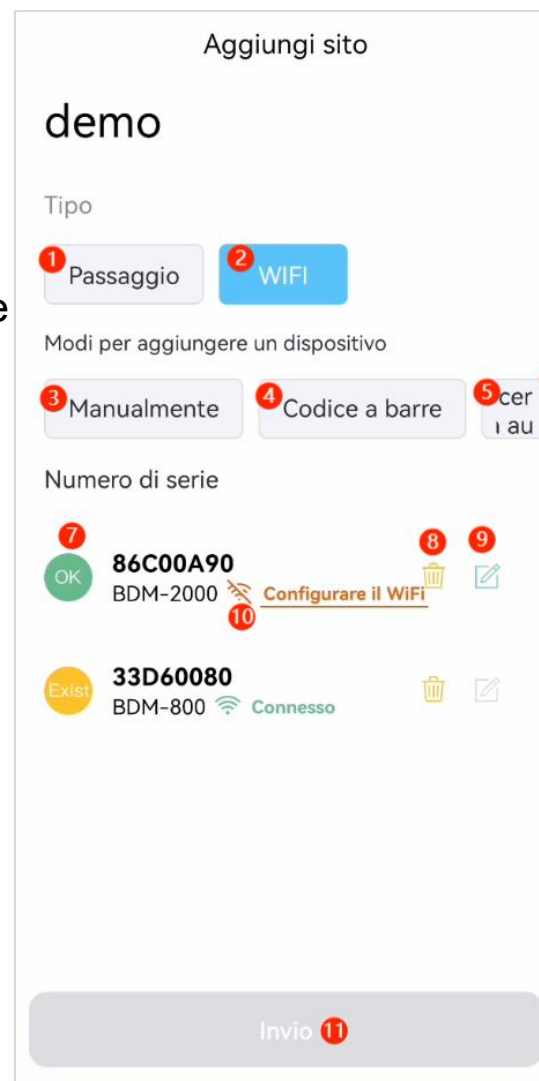 Aggiungi sito
demo
Tipo
1 Passaggio 2 WIFI
e
Modi per aggiungere un dispositivo
3 Manualmente 4 Codice a barre 5 cer
au
Numero di serie
7 8 9
OK 86C00A90
BDM-2000 Configurare il WiFi
10
Exist 33D60080
BDM-800 Connesso
Invio 11